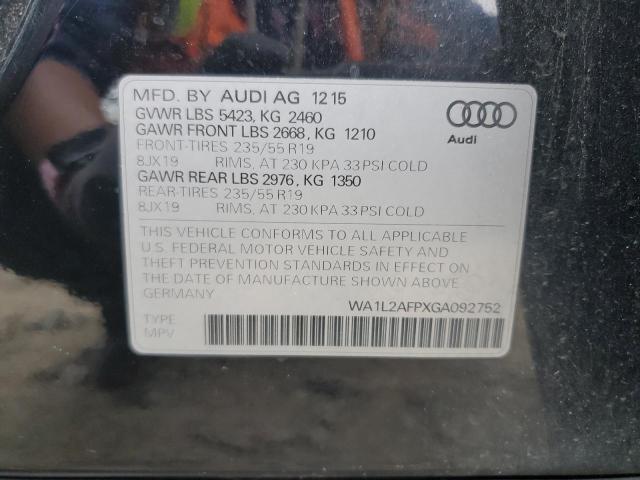 MFD. BY AUDI AG 12 15
GVWR LBS 5423, KG 2460
GAWR FRONT LBS 2668, KG 1210
FRONT-TIRES 235/55 R19
8JX19 RIMS, AT 230 KPA 33 PSI COLD
GAWR REAR LBS 2976, KG 1350
REAR-TIRES 235/55 R19
8JX19 RIMS, AT 230 KPA 33 PSI COLD
Audi
THIS VEHICLE CONFORMS TO ALL APPLICABLE
U.S. FEDERAL MOTOR VEHICLE SAFETY AND
THEFT PREVENTION STANDARDS IN EFFECT ON
THE DATE OF MANUFACTURE SHOWN ABOVE
GERMANY
WA1L2AFPXGA092752
TYPE
MPV